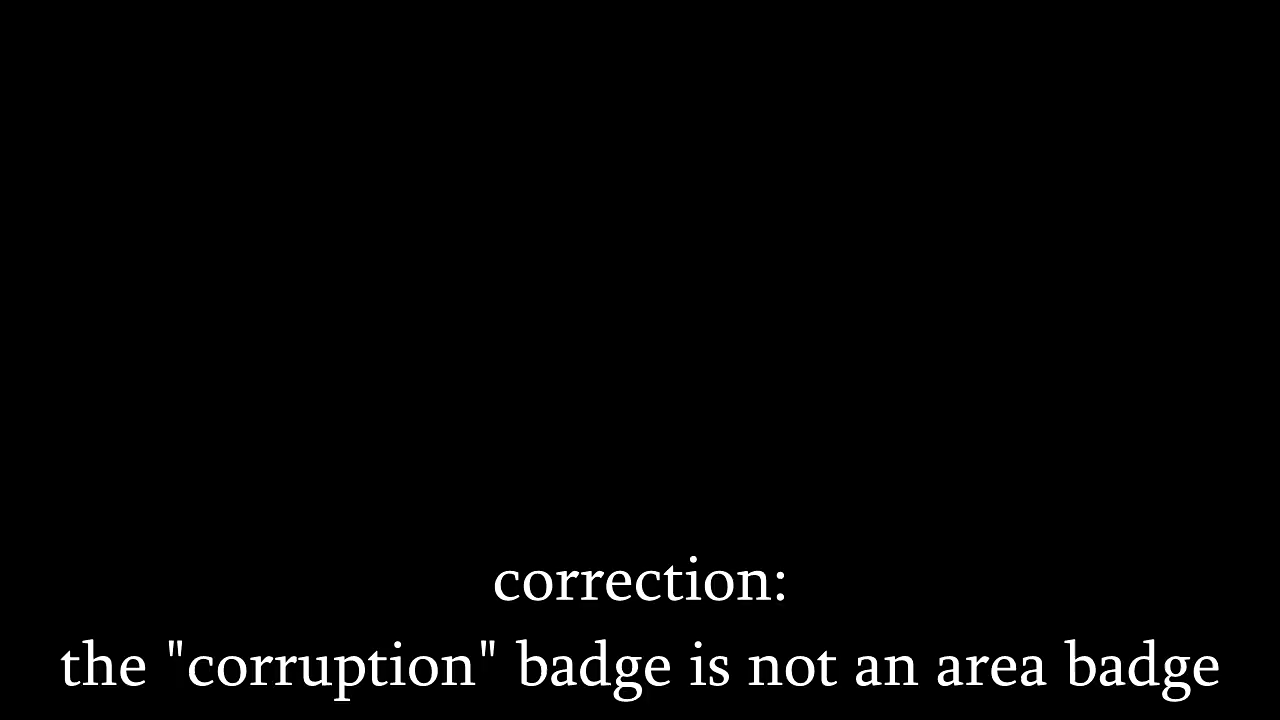 correction:
the "corruption" badge is not an area badge